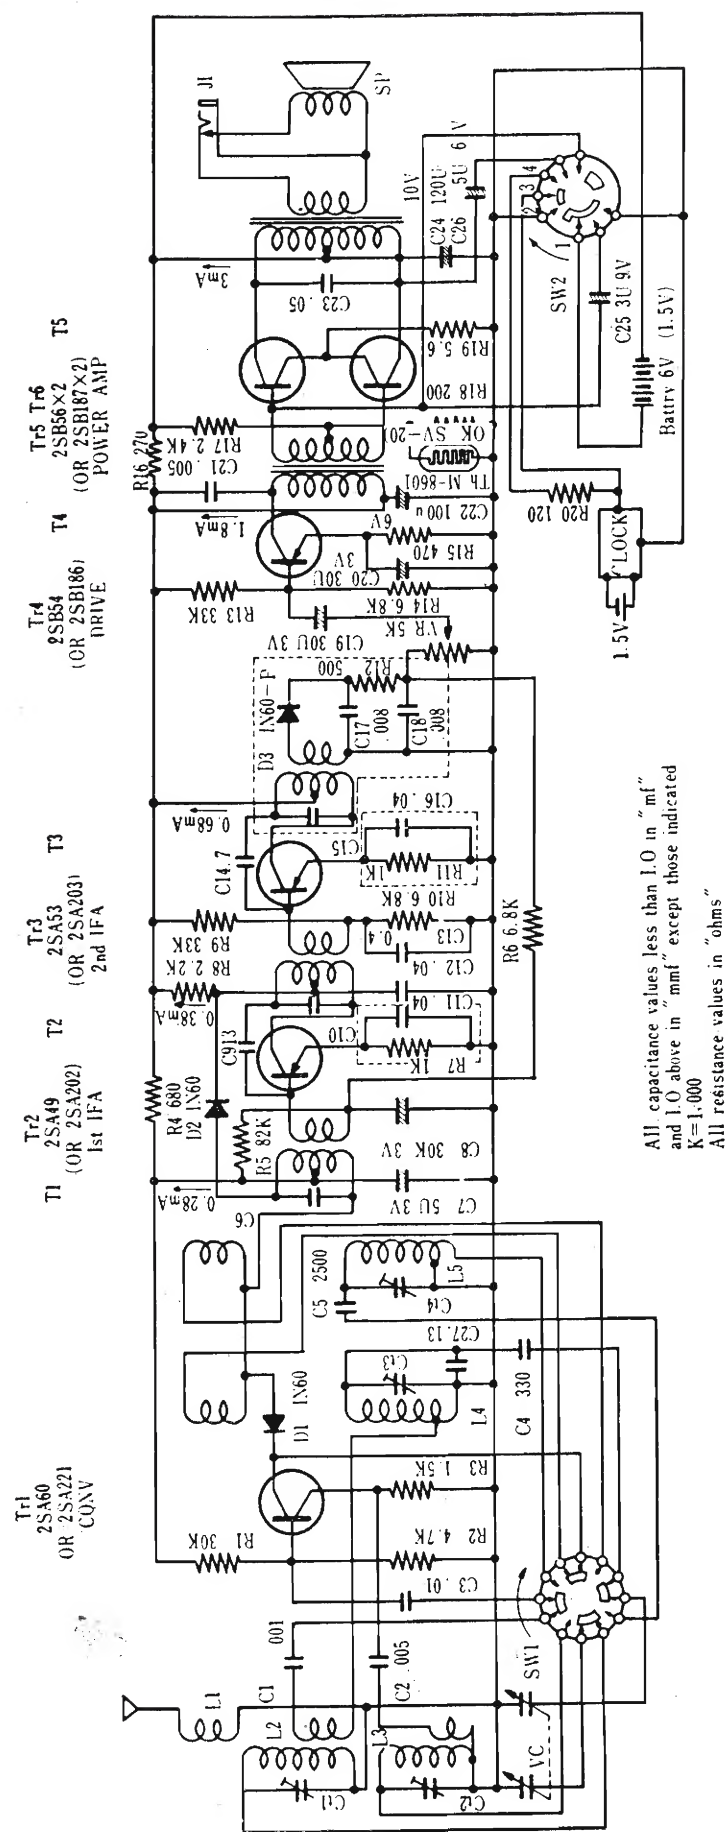 Tr1
2SA60
OR 2SA221
CONV
T1
Tr2
2SA49
(OR 2SA202)
1st IFA
T2
Tr3
2SA53
(OR 2SA203)
2nd IFA
T3
Tr4
2SB54
(OR 2SB186)
DRIVE
T4
Tr5 Tr6
2SB56×2
(OR 2SB187×2)
POWER AMP
T5
L1
C1
001
L2
Ct1
L3
Ct2
C2 .005
VC
SW1
R1
30K
C3 .01
R2 4.7K
R3 1.5K
D1 1N60
L4
Ct3
C27.13
C4 330
C5 2500
Ct4
L5
C6
0.28mA
R4 680
D2 1N60
R5 82K
C7 5U 3V
C8 30K 3V
C913
C10
R7 1K
0.38mA
R8 2.2K
C11 .04
C12 .04
R9 33K
C13
0.4
R10 6.8K
R11
1K
C14.7
C15
C16 .04
0.68mA
R6 6.8K
D3 1N60-P
C17
008
R12
500
C18
008
VR 5K
C19 30U 3V
R13 33K
R14 6.8K
C20 30U
3V
R15 470
1.8mA
C22 100u
6V
R16 270
C21 .005
R17 2.4K
Th M-8601
OK SV-20)
R18 200
R19 5.6
C23 .05
3mA
C24 120U
10V
C26
5U 6V
J1
SP
SW2
1
2
3
4
C25 3U 9V
Battry 6V (1.5V)
R20 120
CLOCK
1.5V
All capacitance values less than 1.0 in "mf"
and 1.0 above in "mmf" except those indicated
K=1.000
All resistance values in "ohms"